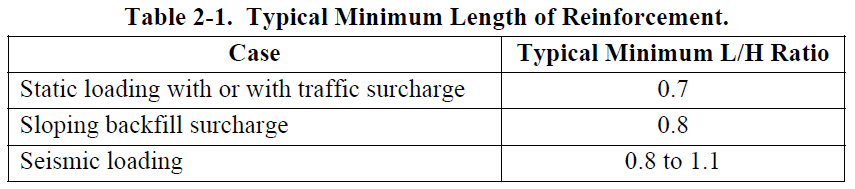 Table 2-1. Typical Minimum Length of Reinforcement.
Case Typical Minimum L/H Ratio
Static loading with or with traffic surcharge 0.7
Sloping backfill surcharge 0.8
Seismic loading 0.8 to 1.1